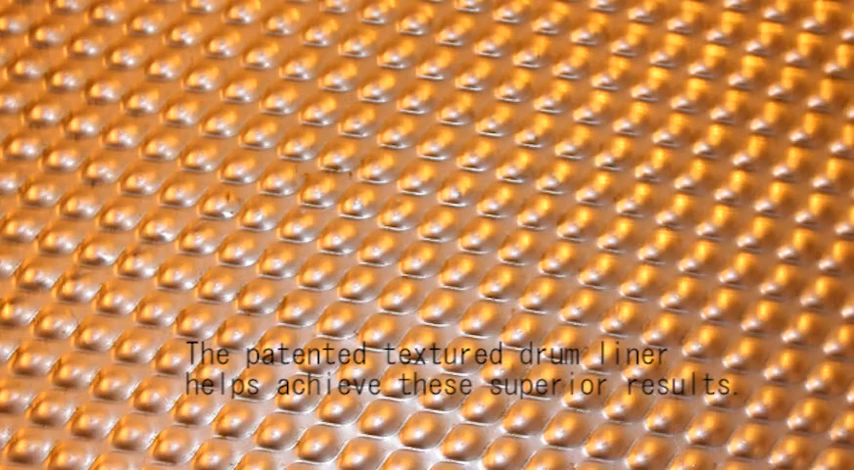 The patented textured drum liner
helps achieve these superior results.